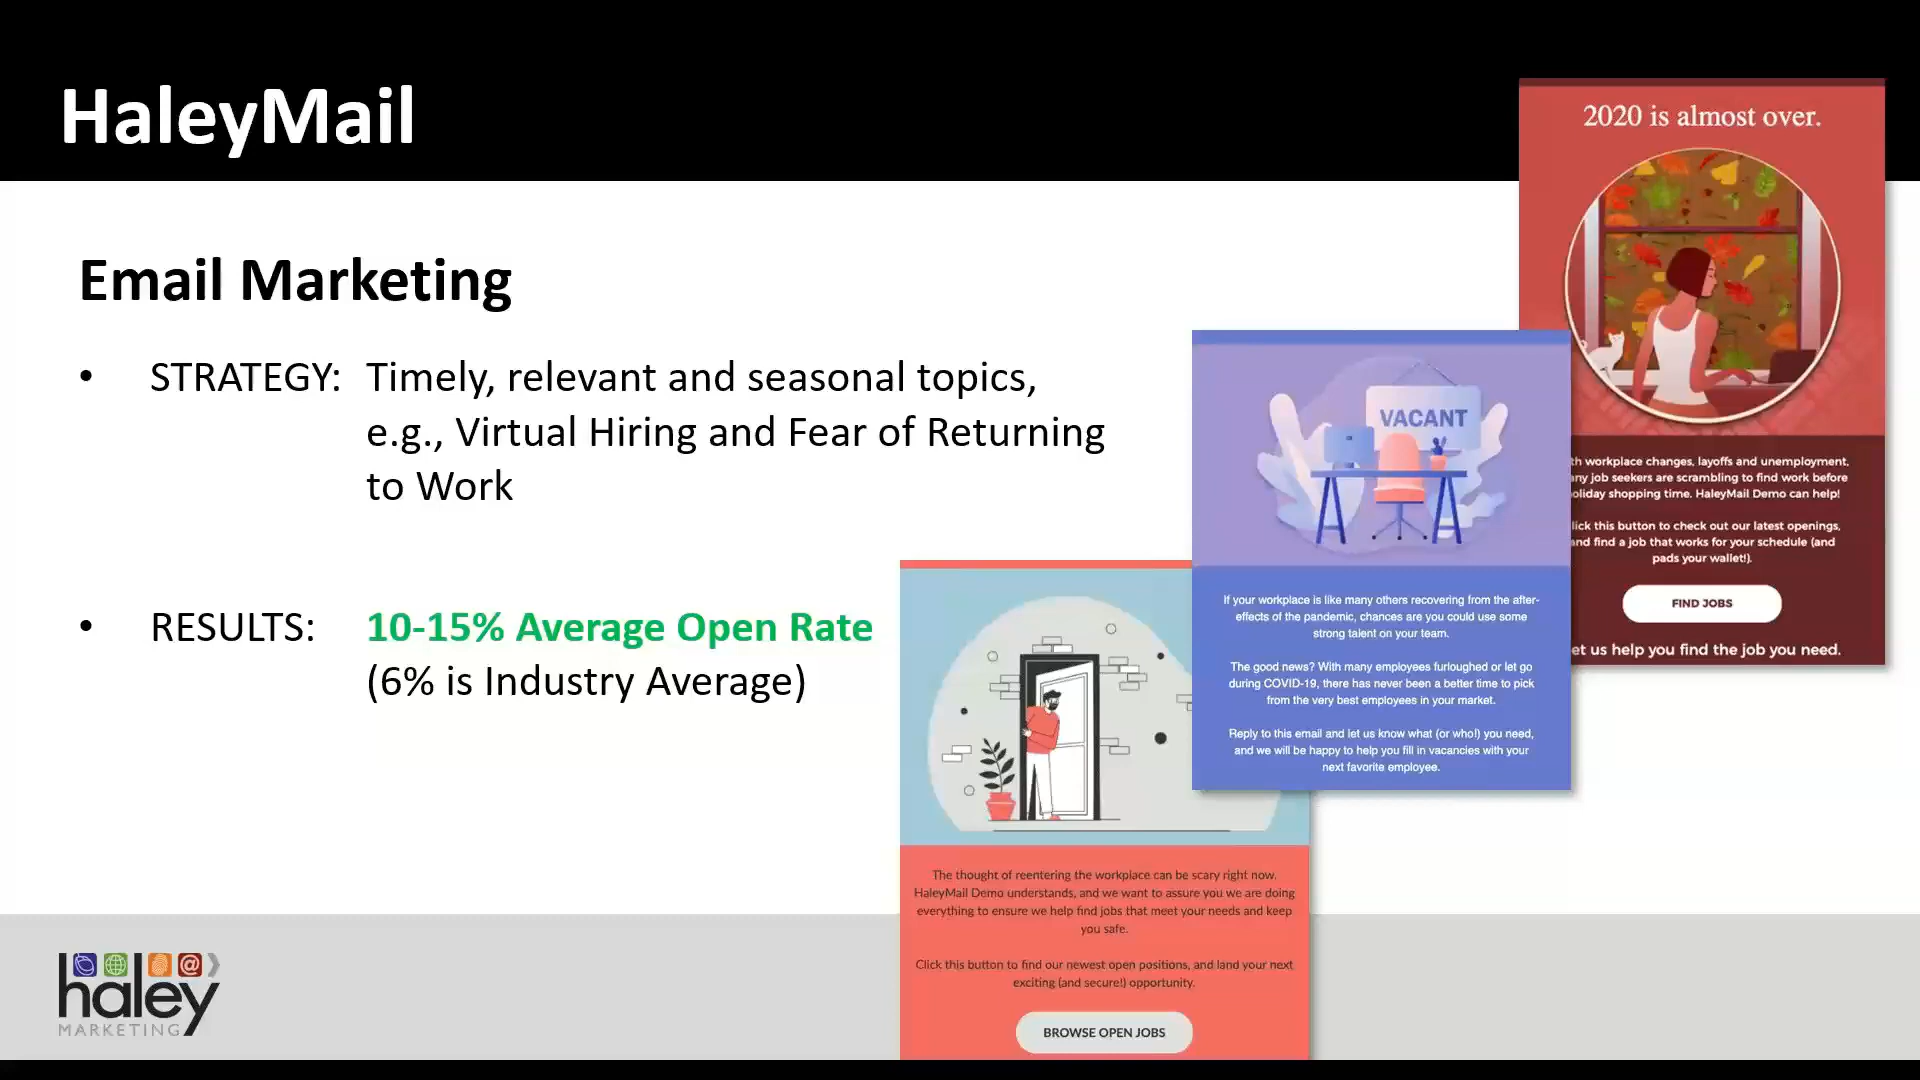 HaleyMail
Email Marketing
• STRATEGY: Timely, relevant and seasonal topics,
e.g., Virtual Hiring and Fear of Returning
to Work
• RESULTS: 10-15% Average Open Rate
(6% is Industry Average)
The thought of reentering the workplace can be scary right now.
HaleyMail Demo understands, and we want to assure you we are doing
everything to ensure we help find jobs that meet your needs and keep
you safe.
Click this button to find our newest open positions, and land your next
exciting (and secure!) opportunity.
BROWSE OPEN JOBS
VACANT
If your workplace is like many others recovering from the after-
effects of the pandemic, chances are you could use some
strong talent on your team.
The good news? With many employees furloughed or let go
during COVID-19, there has never been a better time to pick
from the very best employees in your market.
Reply to this email and let us know what (or who!) you need,
and we will be happy to help you fill in vacancies with your
next favorite employee.
2020 is almost over.
workplace changes, layoffs and unemployment,
job seekers are scrambling to find work before
shopping time. HaleyMail Demo can help!
this button to check out our latest openings,
find a job that works for your schedule (and
pads your wallet!).
FIND JOBS
us help you find the job you need.
haley
MARKETING